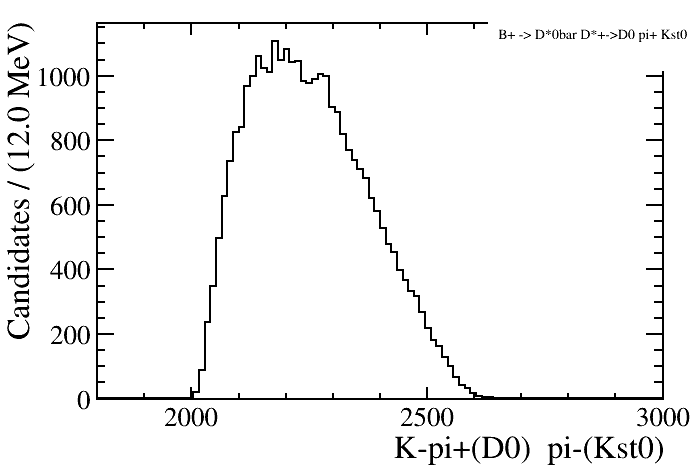 B+ -> D*0bar D*+->D0 pi+ Kst0
Candidates / (12.0 MeV)
1000
800
600
400
200
0
2000 2500 3000
K-pi+(D0) pi-(Kst0)